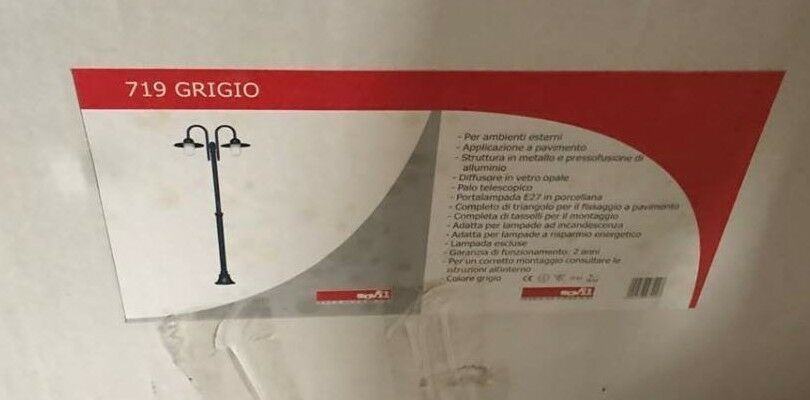 719 GRIGIO
- Per ambienti esterni
- Applicazione a pavimento
- Struttura in metallo e pressofusione di
alluminio
- Diffusore in vetro opale
- Palo telescopico
- Portalampada E27 in porcellana
- Completo di triangolo per il fissaggio a pavimento
- Completa di tasselli per il montaggio
- Adatta per lampade ad incandescenza
- Adatta per lampade a risparmio energetico
- Lampada escluse
- Garanzia di funzionamento: 2 anni
- Per un corretto montaggio consultare le
istruzioni all'interno
- Colore grigio CE